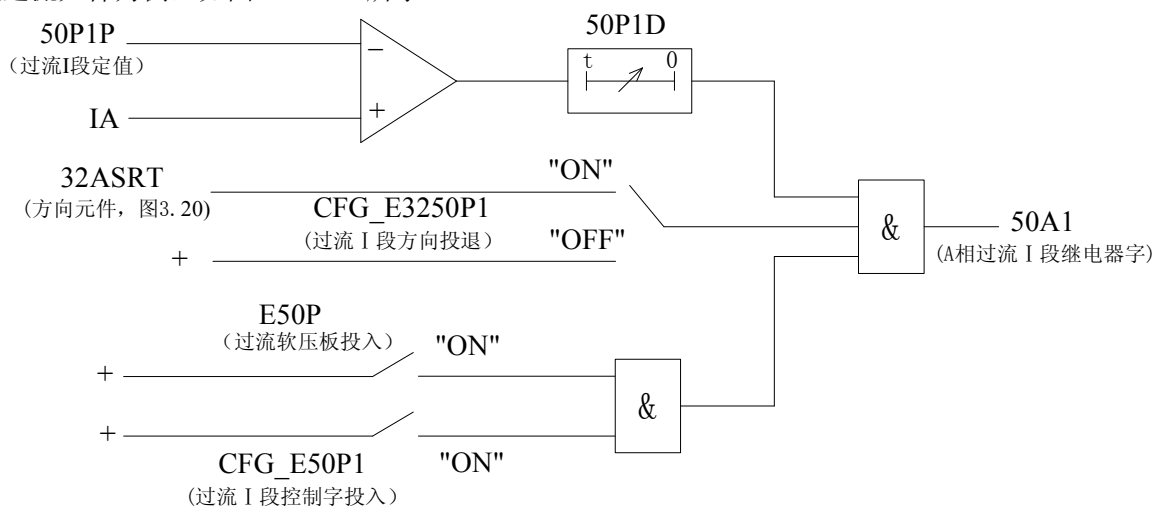 50P1P
（过流I段定值）
50P1D
t 0
−
+
IA
32ASRT
(方向元件，图3.20)
"ON"
CFG_E3250P1
(过流Ⅰ段方向投退）
"OFF"
+
&
50A1
(A相过流Ⅰ段继电器字)
E50P
（过流软压板投入）
"ON"
+
&
+
CFG_E50P1
"ON"
(过流Ⅰ段控制字投入）